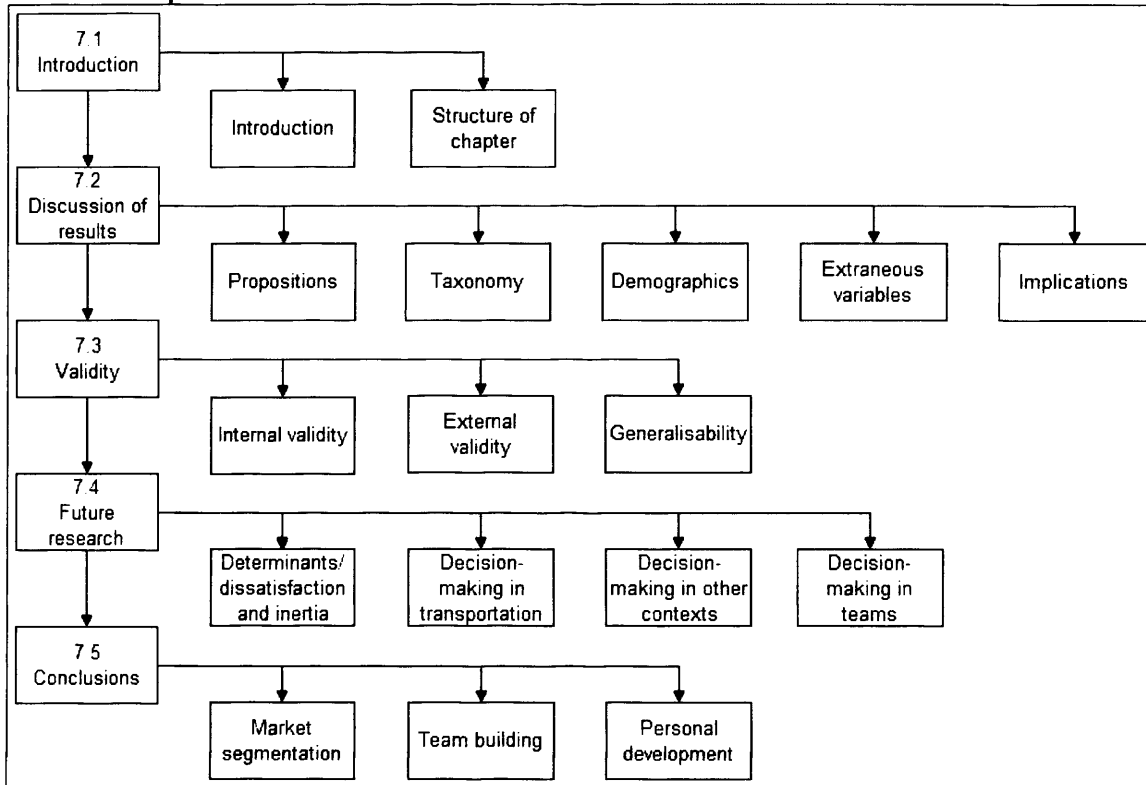 7.1
Introduction
Introduction
Structure of
chapter
7.2
Discussion of
results
Propositions
Taxonomy
Demographics
Extraneous
variables
Implications
7.3
Validity
Internal validity
External
validity
Generalisability
7.4
Future
research
Determinants/
dissatisfaction
and inertia
Decision-
making in
transportation
Decision-
making in other
contexts
Decision-
making in
teams
7 5
Conclusions
Market
segmentation
Team building
Personal
development